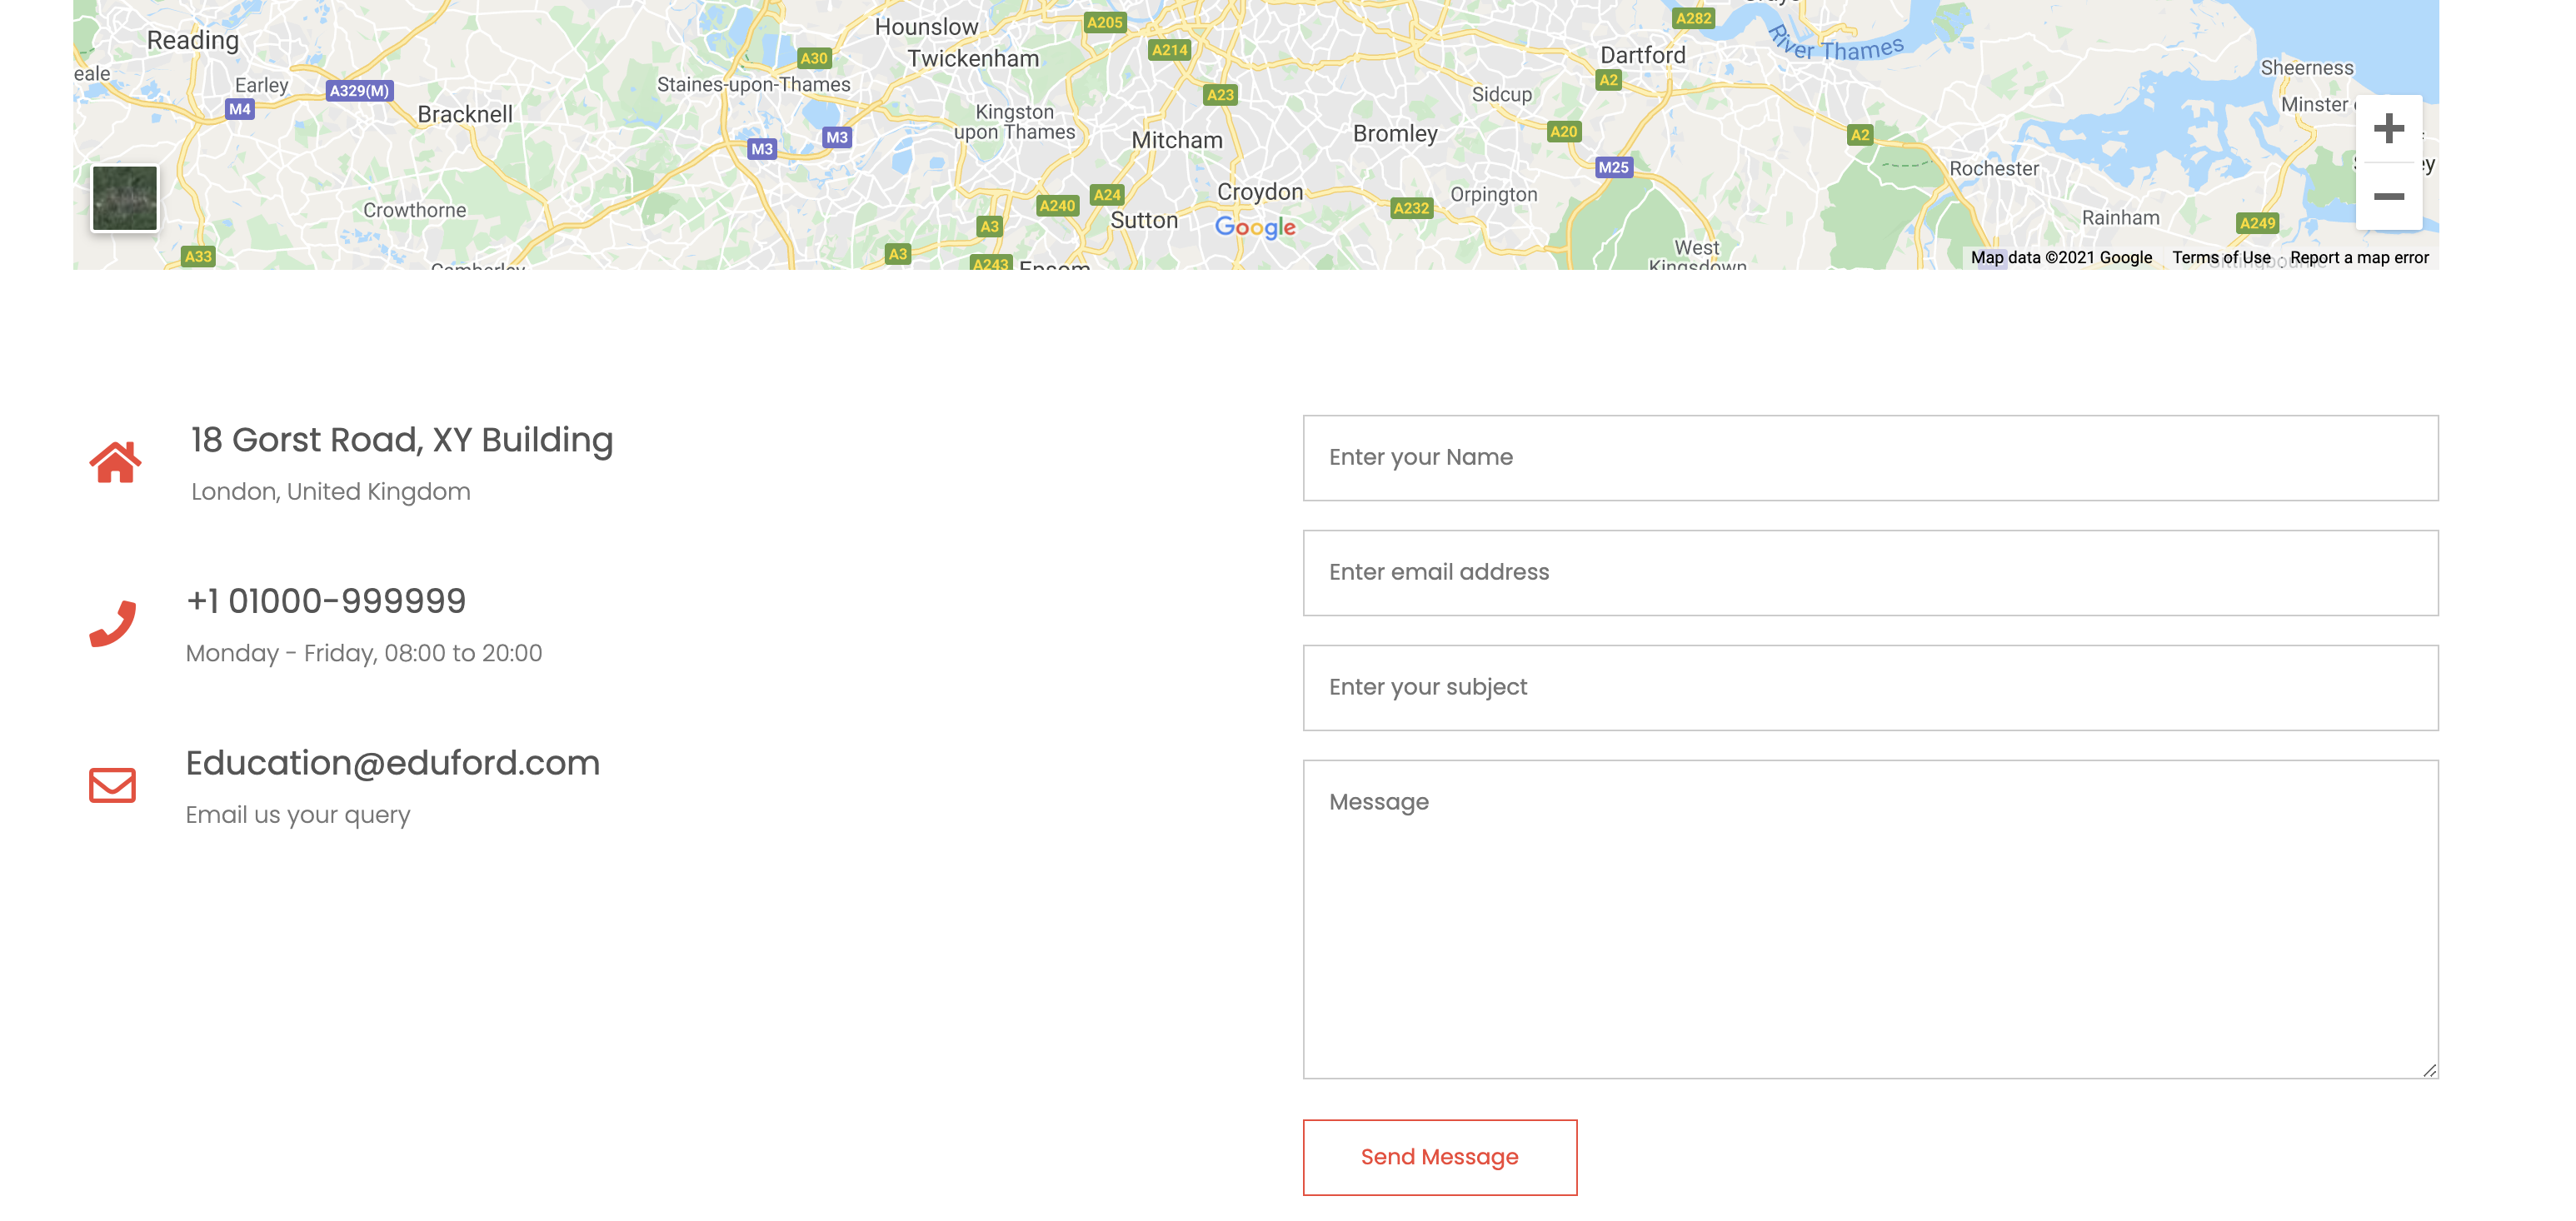 Hounslow
A205
A282
Reading
A214
River Thames
Dartford
Twickenham
A30
eale
Earley
A329(M)
Staines-upon-Thames
A2
Sheerness
M4
Bracknell
Kingston
upon Thames
A23
Sidcup
Minster
M3
M3
Mitcham
Bromley
A20
A2
M25
Rochester
Crowthorne
A240
A24
Croydon
A232
Orpington
Sutton
Google
Rainham
A249
A3
A33
A3
A243
West
Kingsdown
Map data ©2021 Google
Terms of Use
Report a map error
18 Gorst Road, XY Building
London, United Kingdom
+1 01000-999999
Monday - Friday, 08:00 to 20:00
Education@eduford.com
Email us your query
Enter your Name
Enter email address
Enter your subject
Message
Send Message